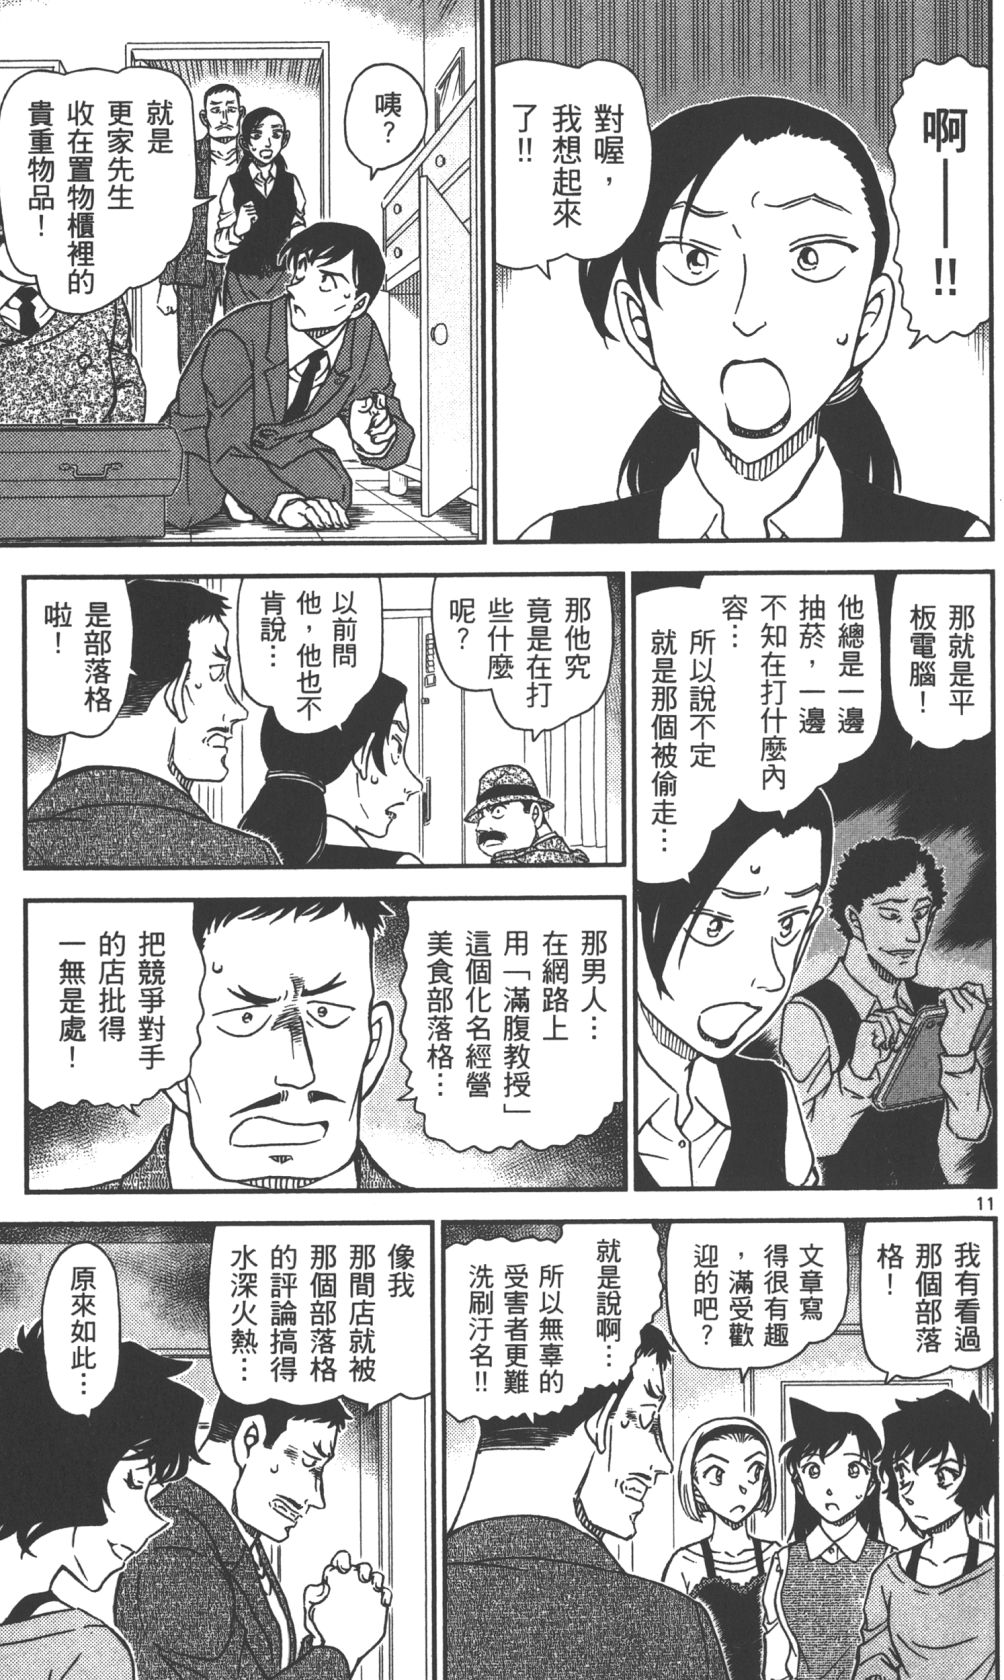 啊——!!
對喔，
我想起來
了!!
咦？
就是
更家先生
收在置物櫃裡的
貴重物品！
那就是平
板電腦！
他總是一邊
抽菸，一邊
不知在打什麼內
容…
所以說不定
就是那個被偷走…
那他究
竟是在打
些什麼
呢？
以前問
他，他也不
肯說…
是部落格
啦！
那男人…
在網路上
用「滿腹教授」
這個化名經營
美食部落格…
把競爭對手
的店批得
一無是處！
11
我有看過
那個部落
格！
文章寫
得很有趣
，滿受歡
迎的吧？
就是說啊…
所以無辜的
受害者更難
洗刷汙名!!
像我
那間店就被
那個部落格
的評論搞得
水深火熱…
原來如此…